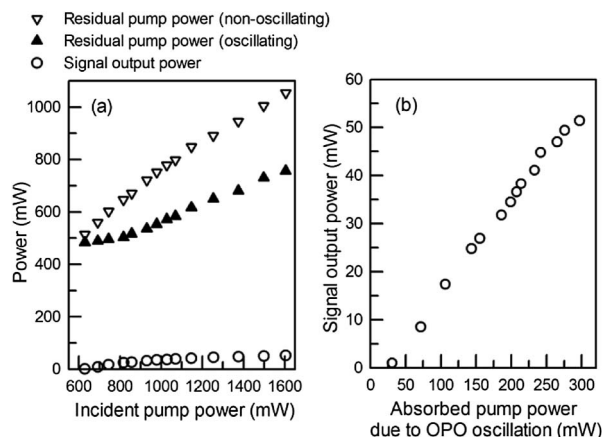 ▽ Residual pump power (non-oscillating)
▲ Residual pump power (oscillating)
○ Signal output power
(a)
Power (mW)
1000
800
600
400
200
0
600 800 1000 1200 1400 1600
Incident pump power (mW)
(b)
Signal output power (mW)
60
50
40
30
20
10
0
0 50 100 150 200 250 300
Absorbed pump power
due to OPO oscillation (mW)